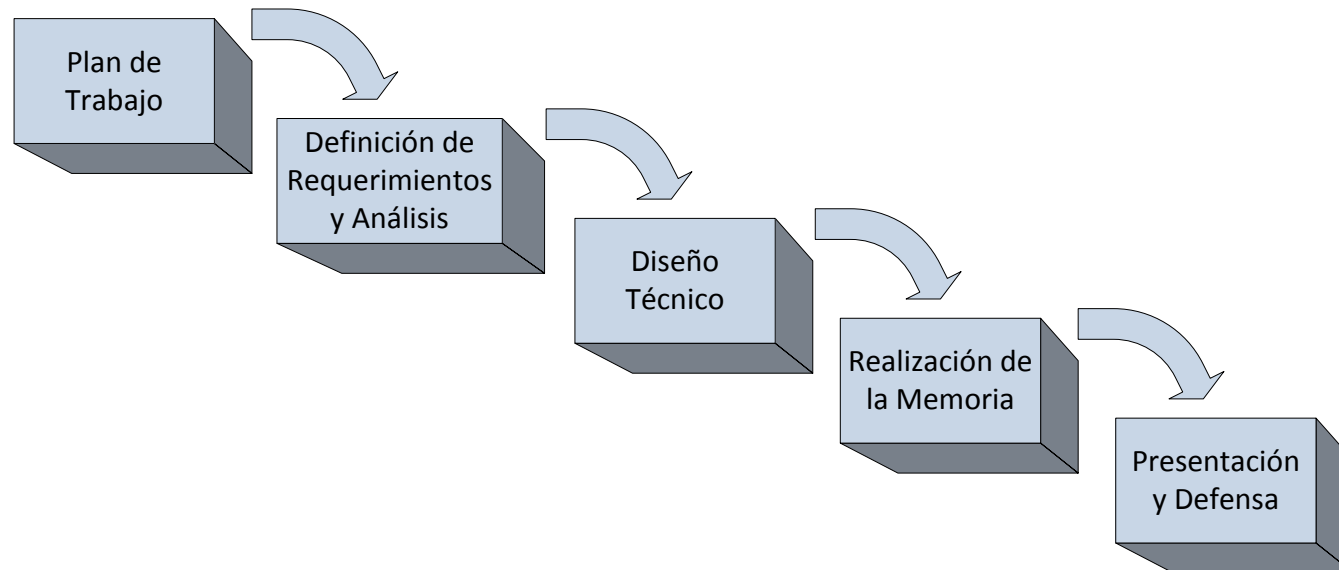 Plan de
Trabajo
Definición de
Requerimientos
y Análisis
Diseño
Técnico
Realización de
la Memoria
Presentación
y Defensa